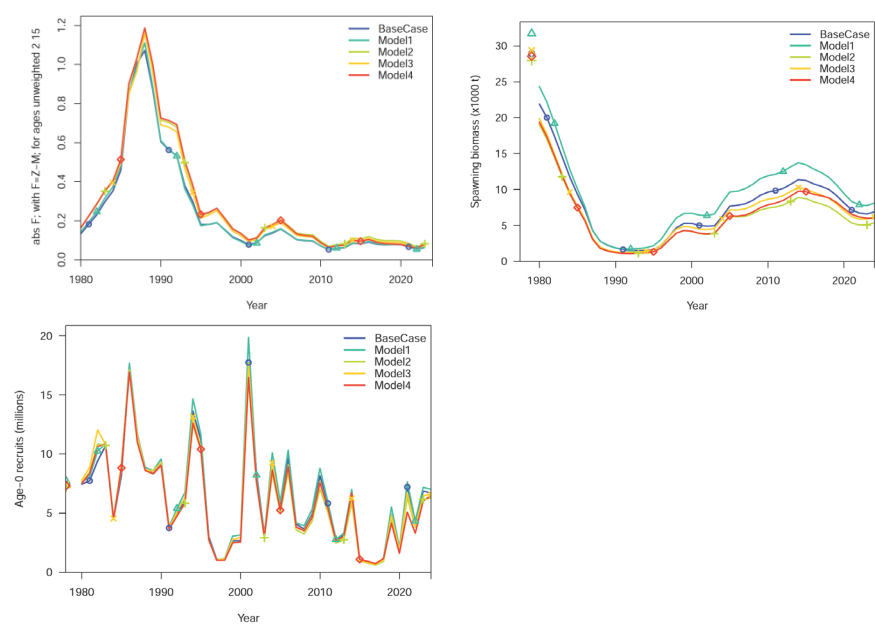 abs F; with F=Z−M; for ages unweighted 2 15
1.2
1.0
0.8
0.6
0.4
0.2
0.0
BaseCase
Model1
Model2
Model3
Model4
1980 1990 2000 2010 2020
Year
Spawning biomass (x1000 t)
30
25
20
15
10
5
0
BaseCase
Model1
Model2
Model3
Model4
1980 1990 2000 2010 2020
Year
Age−0 recruits (millions)
20
15
10
5
0
BaseCase
Model1
Model2
Model3
Model4
1980 1990 2000 2010 2020
Year